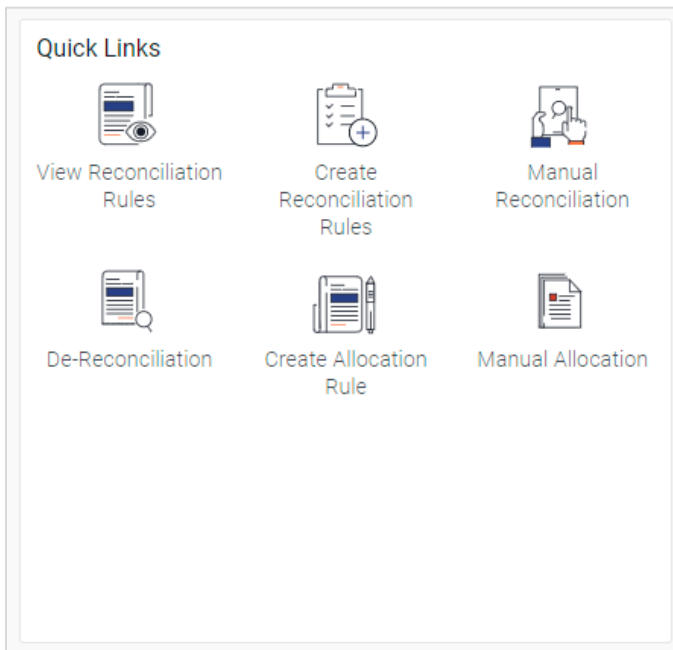 Quick Links
View Reconciliation
Rules
Create
Reconciliation
Rules
Manual
Reconciliation
De-Reconciliation
Create Allocation
Rule
Manual Allocation